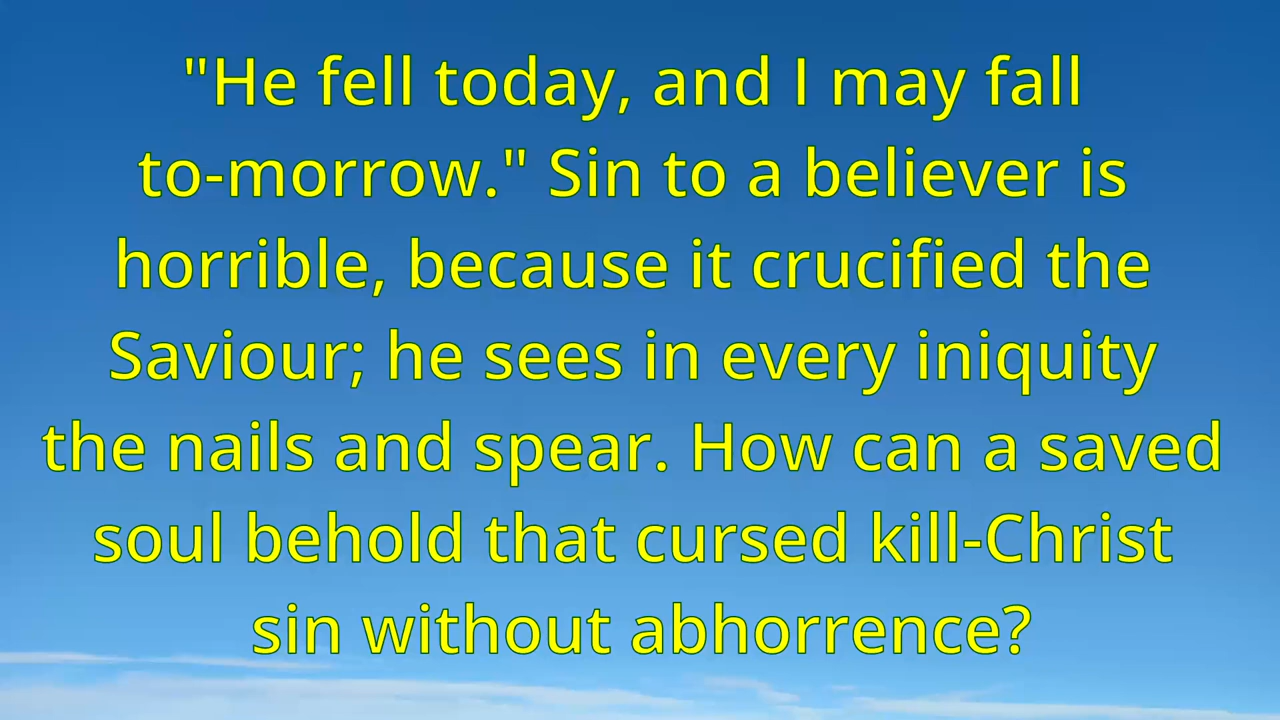 "He fell today, and I may fall
to-morrow." Sin to a believer is
horrible, because it crucified the
Saviour; he sees in every iniquity
the nails and spear. How can a saved
soul behold that cursed kill-Christ
sin without abhorrence?